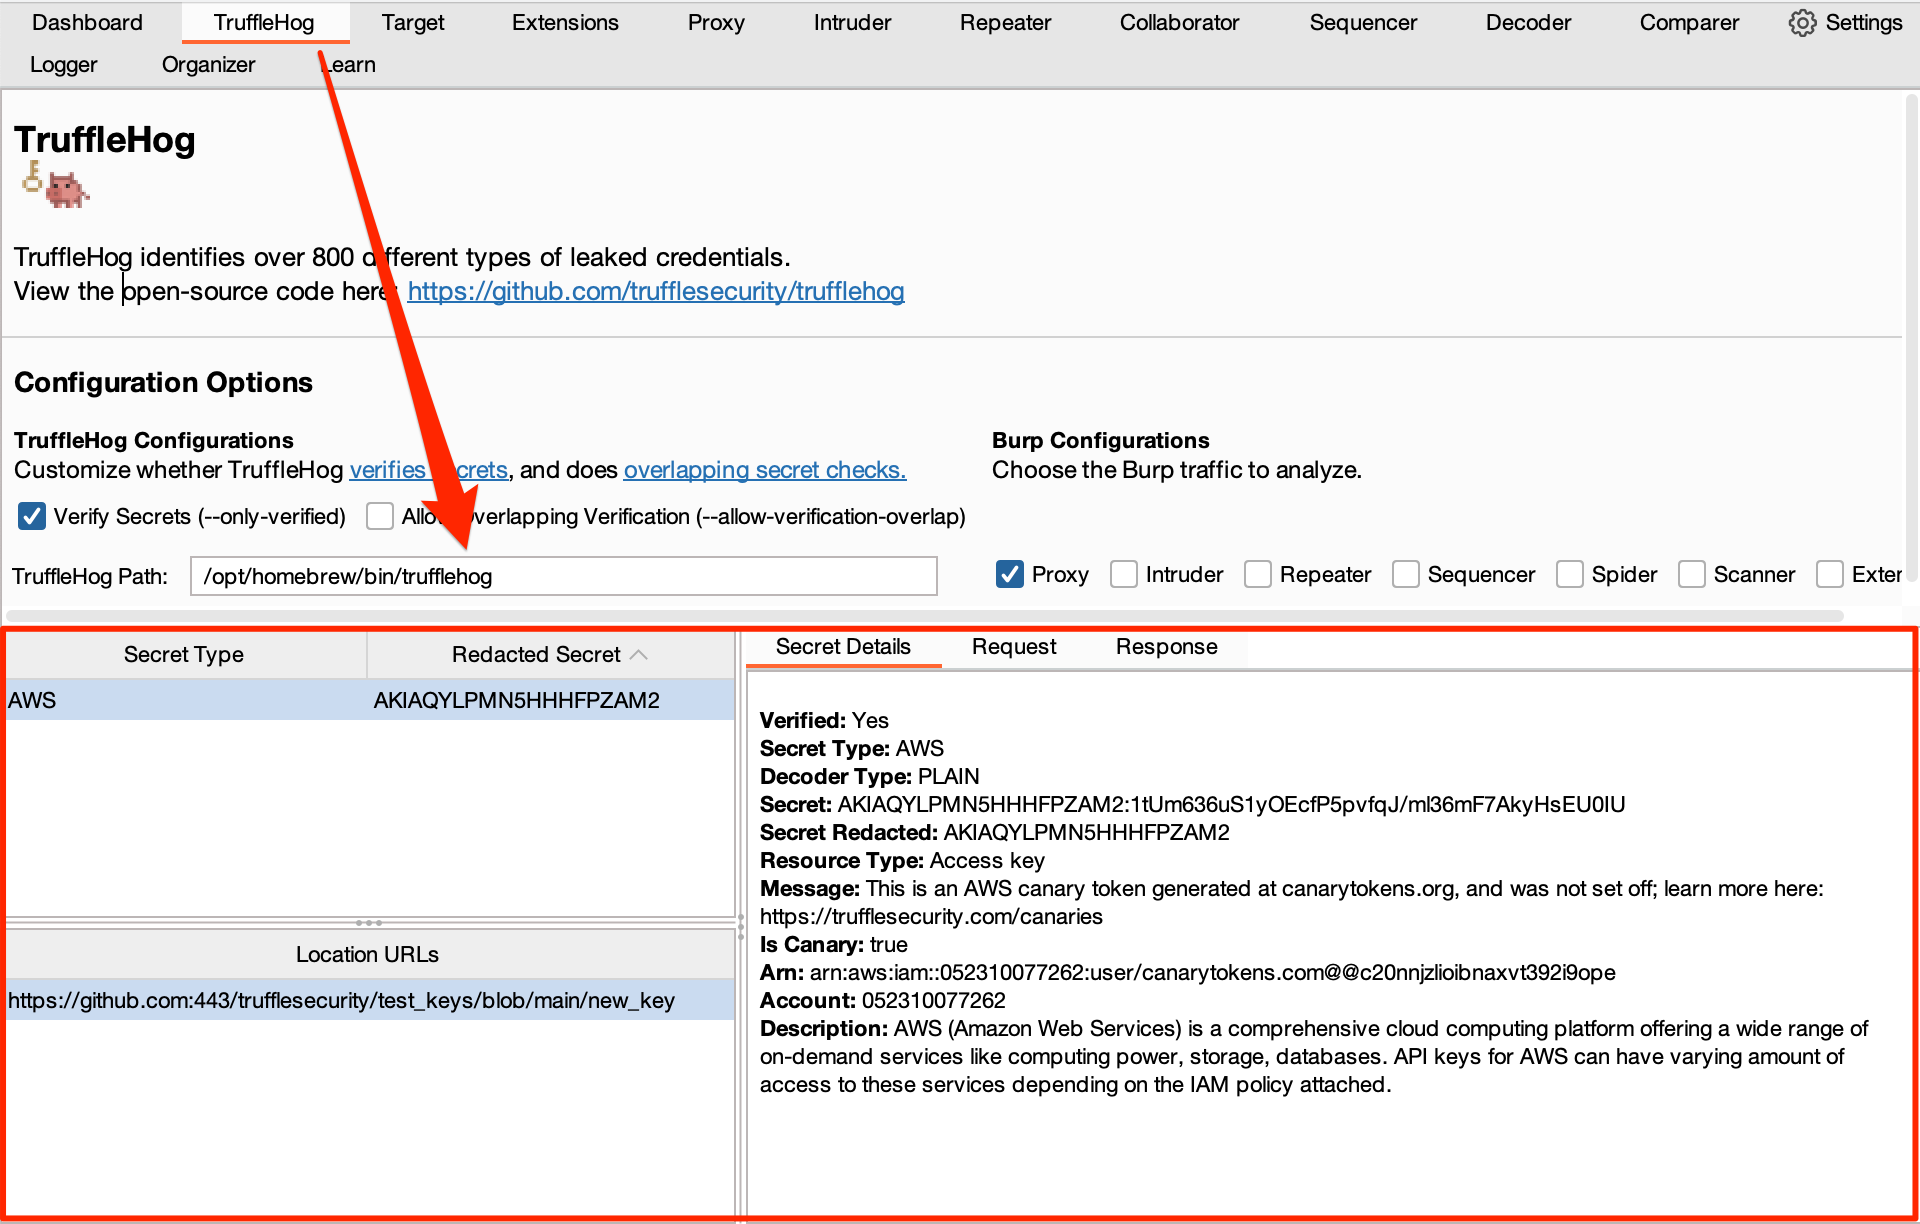 Dashboard TruffleHog Target Extensions Proxy Intruder Repeater Collaborator Sequencer Decoder Comparer Settings
Logger Organizer Learn
TruffleHog
TruffleHog identifies over 800 different types of leaked credentials.
View the open-source code here: https://github.com/trufflesecurity/trufflehog
Configuration Options
TruffleHog Configurations
Customize whether TruffleHog verifies secrets, and does overlapping secret checks.
Verify Secrets (--only-verified) Allow Overlapping Verification (--allow-verification-overlap)
TruffleHog Path: /opt/homebrew/bin/trufflehog
Burp Configurations
Choose the Burp traffic to analyze.
Proxy Intruder Repeater Sequencer Spider Scanner Exter
Secret Type Redacted Secret
AWS AKIAQYLPMN5HHHFPZAM2
Location URLs
https://github.com:443/trufflesecurity/test_keys/blob/main/new_key
Secret Details Request Response
Verified: Yes
Secret Type: AWS
Decoder Type: PLAIN
Secret: AKIAQYLPMN5HHHFPZAM2:1tUm636uS1yOEcfP5pvfqJ/ml36mF7AkyHsEU0IU
Secret Redacted: AKIAQYLPMN5HHHFPZAM2
Resource Type: Access key
Message: This is an AWS canary token generated at canarytokens.org, and was not set off; learn more here:
https://trufflesecurity.com/canaries
Is Canary: true
Arn: arn:aws:iam::052310077262:user/canarytokens.com@@c20nnjzlioibnaxvt392i9ope
Account: 052310077262
Description: AWS (Amazon Web Services) is a comprehensive cloud computing platform offering a wide range of
on-demand services like computing power, storage, databases. API keys for AWS can have varying amount of
access to these services depending on the IAM policy attached.